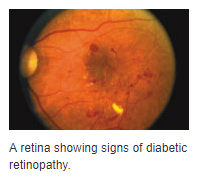 A retina showing signs of diabetic
retinopathy.